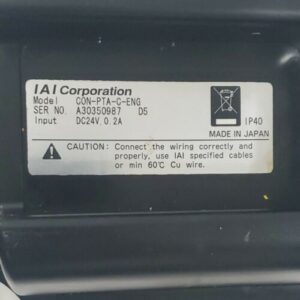 IAI Corporation
Model CON-PTA-C-ENG
SER NO. A30350987 D5
Input DC24V 0.2A
IP40
MADE IN JAPAN
CAUTION: Connect the wiring correctly and
properly, use IAI specified cables
or min 60℃ Cu wire.